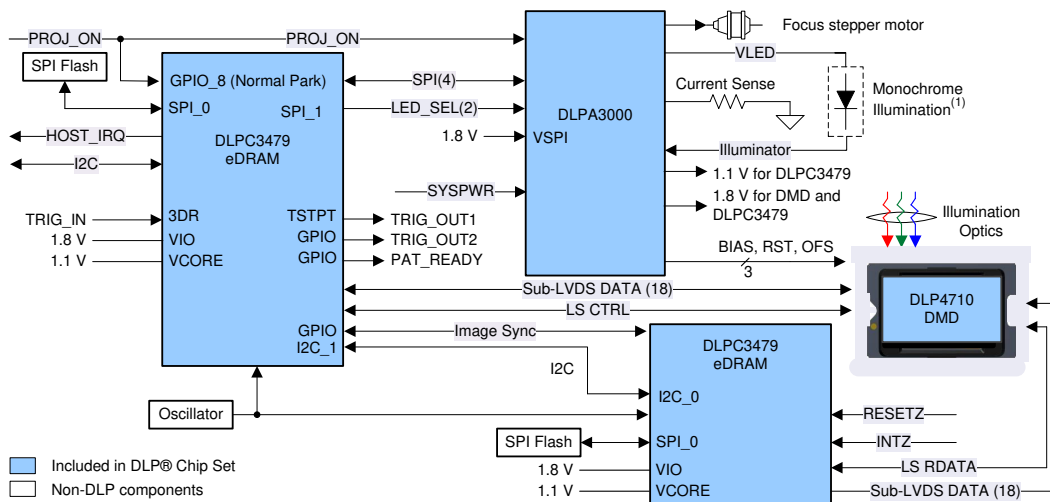 PROJ_ON
PROJ_ON
SPI Flash
GPIO_8 (Normal Park)
SPI_0
SPI_1
DLPC3479
eDRAM
HOST_IRQ
I2C
TRIG_IN
3DR
1.8 V
VIO
1.1 V
VCORE
TSTPT
TRIG_OUT1
GPIO
TRIG_OUT2
GPIO
PAT_READY
GPIO
I2C_1
SPI(4)
LED_SEL(2)
1.8 V
VSPI
DLPA3000
SYSPWR
Focus stepper motor
VLED
Current Sense
Monochrome
Illumination(1)
Illuminator
1.1 V for DLPC3479
1.8 V for DMD and
DLPC3479
BIAS, RST, OFS
3
Illumination
Optics
DLP4710
DMD
Sub-LVDS DATA (18)
LS CTRL
Image Sync
I2C
DLPC3479
eDRAM
I2C_0
Oscillator
SPI Flash
SPI_0
1.8 V
VIO
1.1 V
VCORE
RESETZ
INTZ
LS RDATA
Sub-LVDS DATA (18)
Included in DLP® Chip Set
Non-DLP components